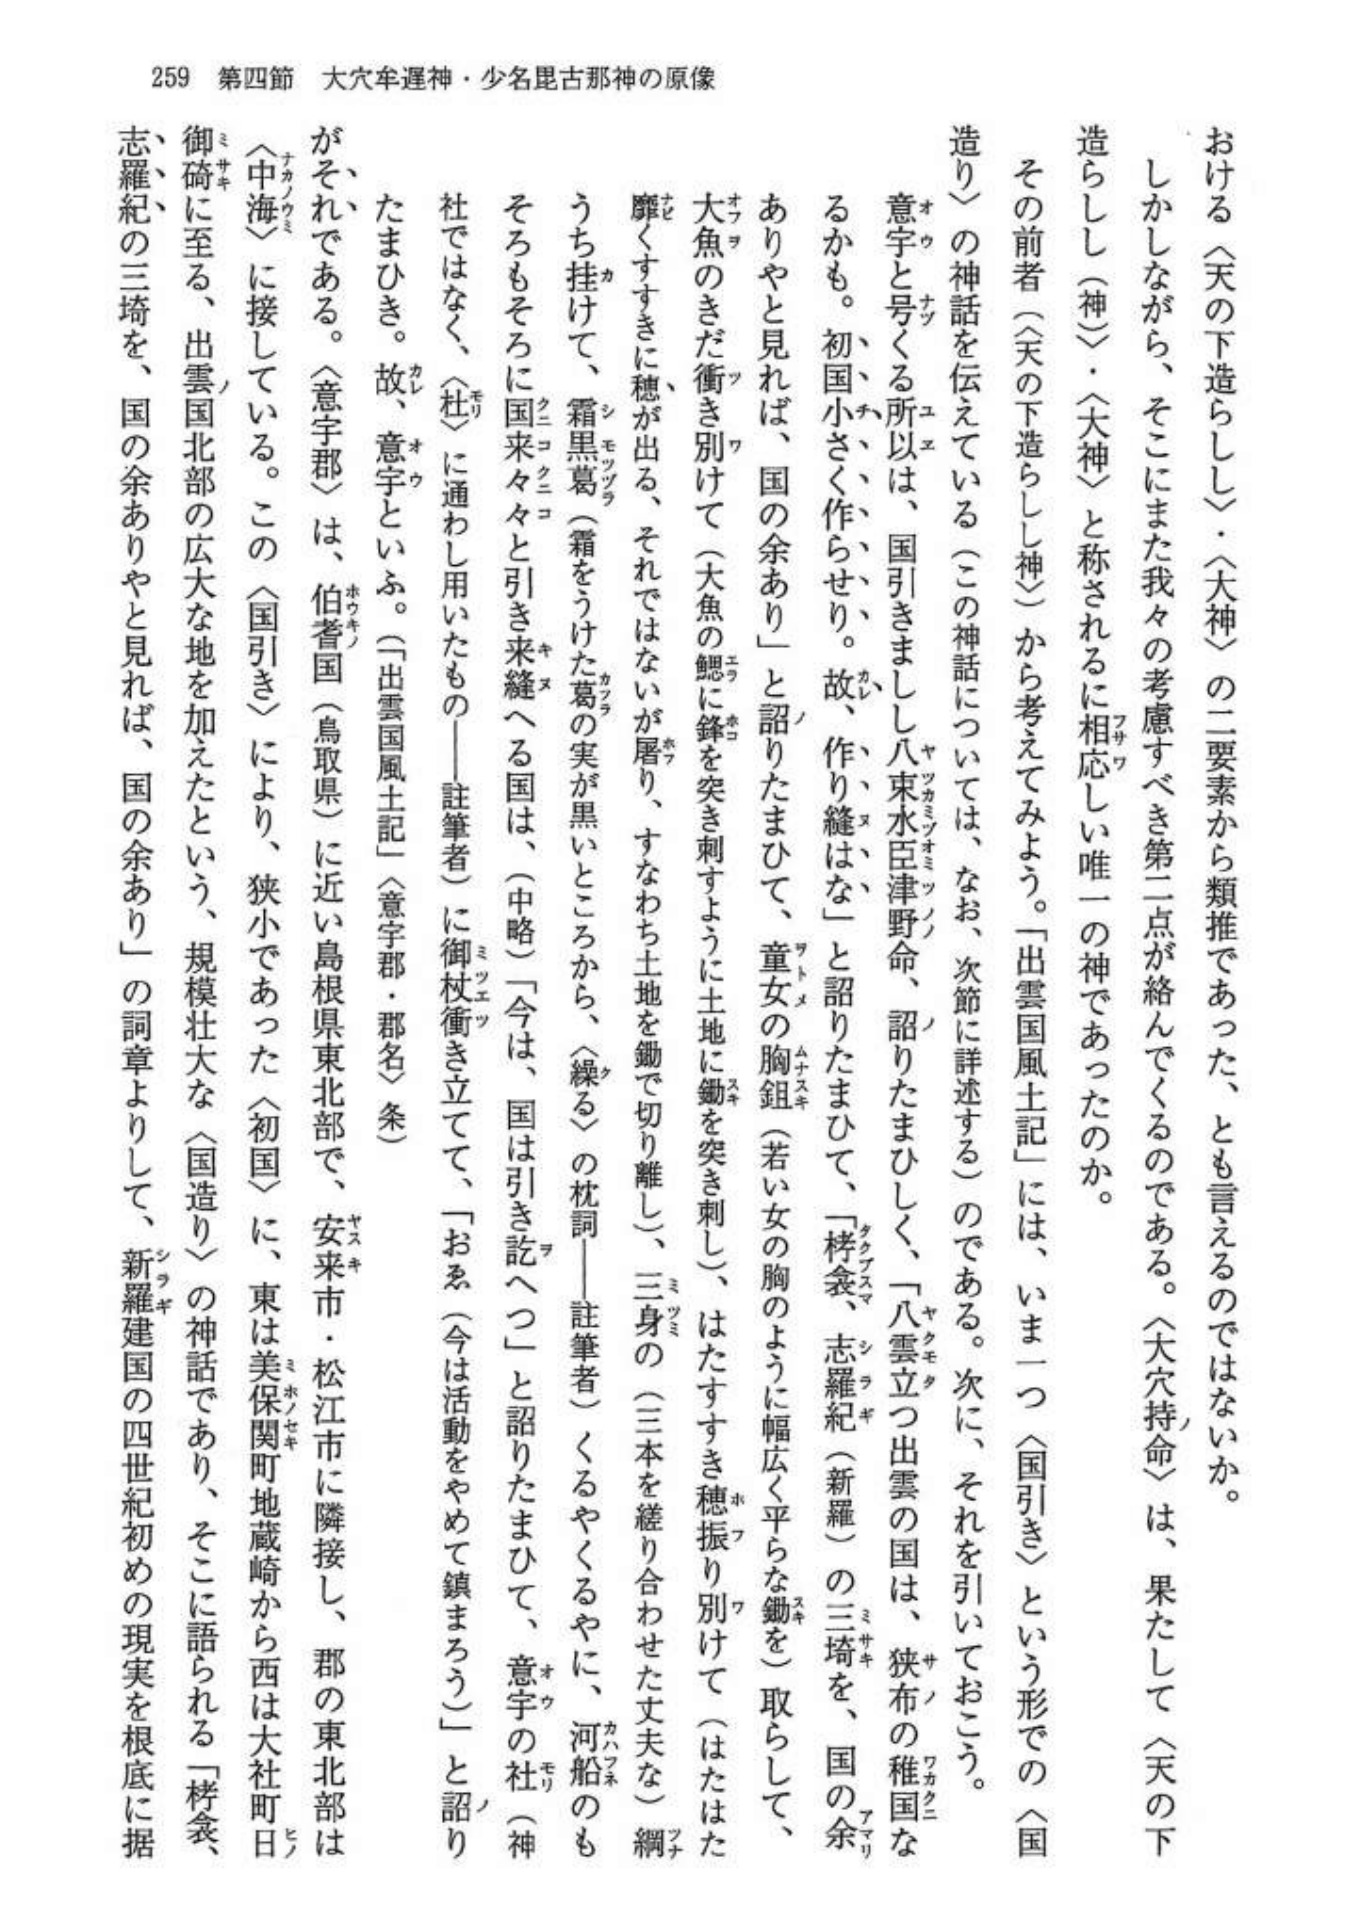 259　第四節　大穴牟遅神・少名毘古那神の原像
おける〈天の下造らしし〉・〈大神〉の二要素から類推であった、とも言えるのではないか。
しかしながら、そこにまた我々の考慮すべき第二点が絡んでくるのである。〈大穴持命〉は、果たして〈天の下
造らしし（神）〉・〈大神〉と称されるに相応しい唯一の神であったのか。
その前者（〈天の下造らしし神〉）から考えてみよう。「出雲国風土記」には、いま一つ〈国引き〉という形での〈国
造り〉の神話を伝えている（この神話については、なお、次節に詳述する）のである。次に、それを引いておこう。
意宇と号くる所以は、国引きましし八束水臣津野命、詔りたまひしく、「八雲立つ出雲の国は、狭布の稚国な
るかも。初国小さく作らせり。故、作り縫はな」と詔りたまひて、「栲衾、志羅紀（新羅）の三埼を、国の余
ありやと見れば、国の余あり」と詔りたまひて、童女の胸鉏（若い女の胸のように幅広く平らな鋤を）取らして、
大魚のきだ衝き別けて（大魚の鰓に鋒を突き刺すように土地に鋤を突き刺し）、はたすすき穂振り別けて（はたはた
靡くすすきに穂が出る、それではないが屠り、すなわち土地を鋤で切り離し）、三身の（三本を縒り合わせた丈夫な）綱
うち挂けて、霜黒葛（霜をうけた葛の実が黒いところから、〈繰る〉の枕詞――註筆者）くるやくるやに、河船のも
そろもそろに国来々々と引き来縫へる国は、（中略）「今は、国は引き訖へつ」と詔りたまひて、意宇の社（神
社ではなく、〈杜〉に通わし用いたもの――註筆者）に御杖衝き立てて、「おゑ（今は活動をやめて鎮まろう）」と詔り
たまひき。故、意宇といふ。（「出雲国風土記」〈意宇郡・郡名〉条）
がそれである。〈意宇郡〉は、伯耆国（鳥取県）に近い島根県東北部で、安来市・松江市に隣接し、郡の東北部は
〈中海〉に接している。この〈国引き〉により、狭小であった〈初国〉に、東は美保関町地蔵崎から西は大社町日
御碕に至る、出雲国北部の広大な地を加えたという、規模壮大な〈国造り〉の神話であり、そこに語られる「栲衾、
志羅紀の三埼を、国の余ありやと見れば、国の余あり」の詞章よりして、新羅建国の四世紀初めの現実を根底に据